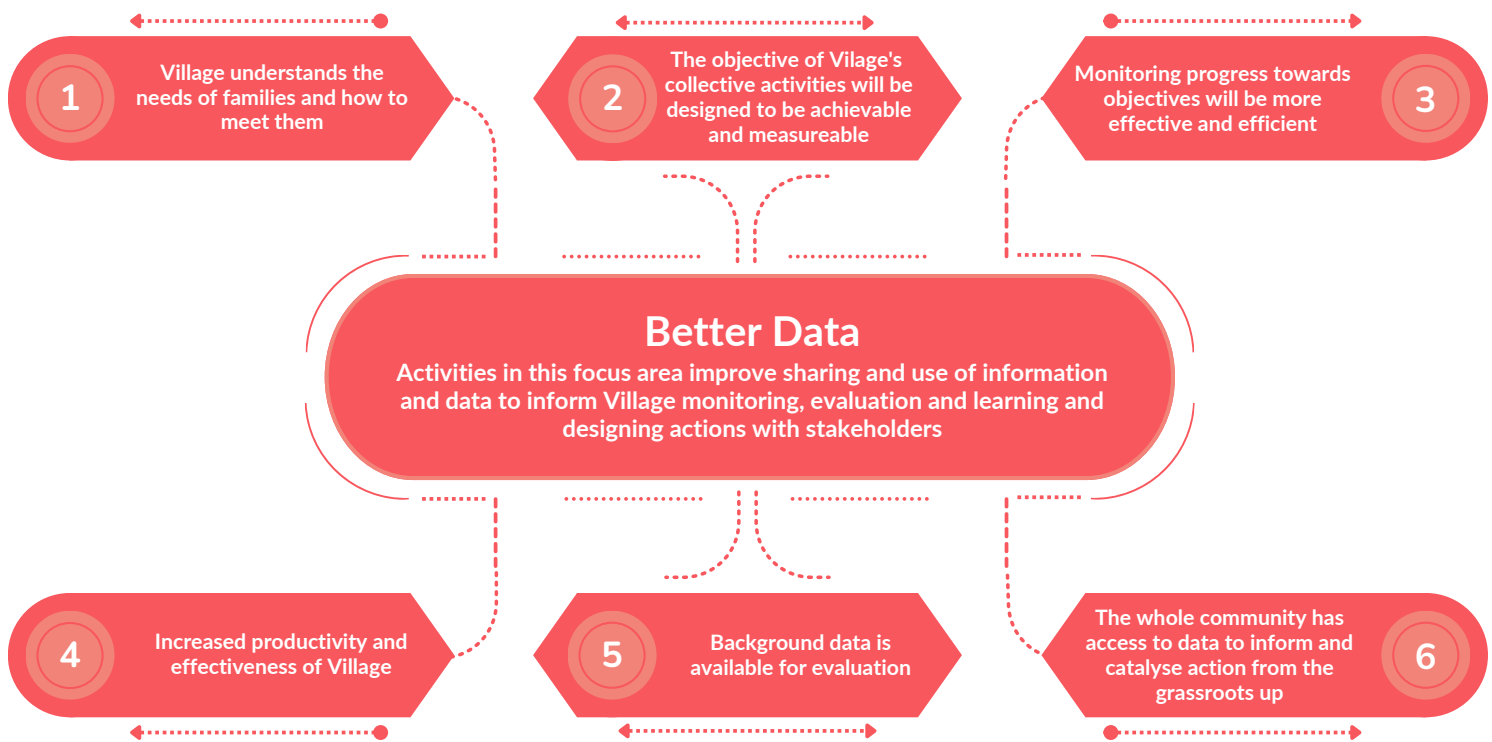 1
Village understands the
needs of families and how to
meet them
2
The objective of Vilage's
collective activities will be
designed to be achievable
and measureable
Monitoring progress towards
objectives will be more
effective and efficient
3
Better Data
Activities in this focus area improve sharing and use of information
and data to inform Village monitoring, evaluation and learning and
designing actions with stakeholders
4
Increased productivity and
effectiveness of Village
5
Background data is
available for evaluation
The whole community has
access to data to inform and
catalyse action from the
grassroots up
6